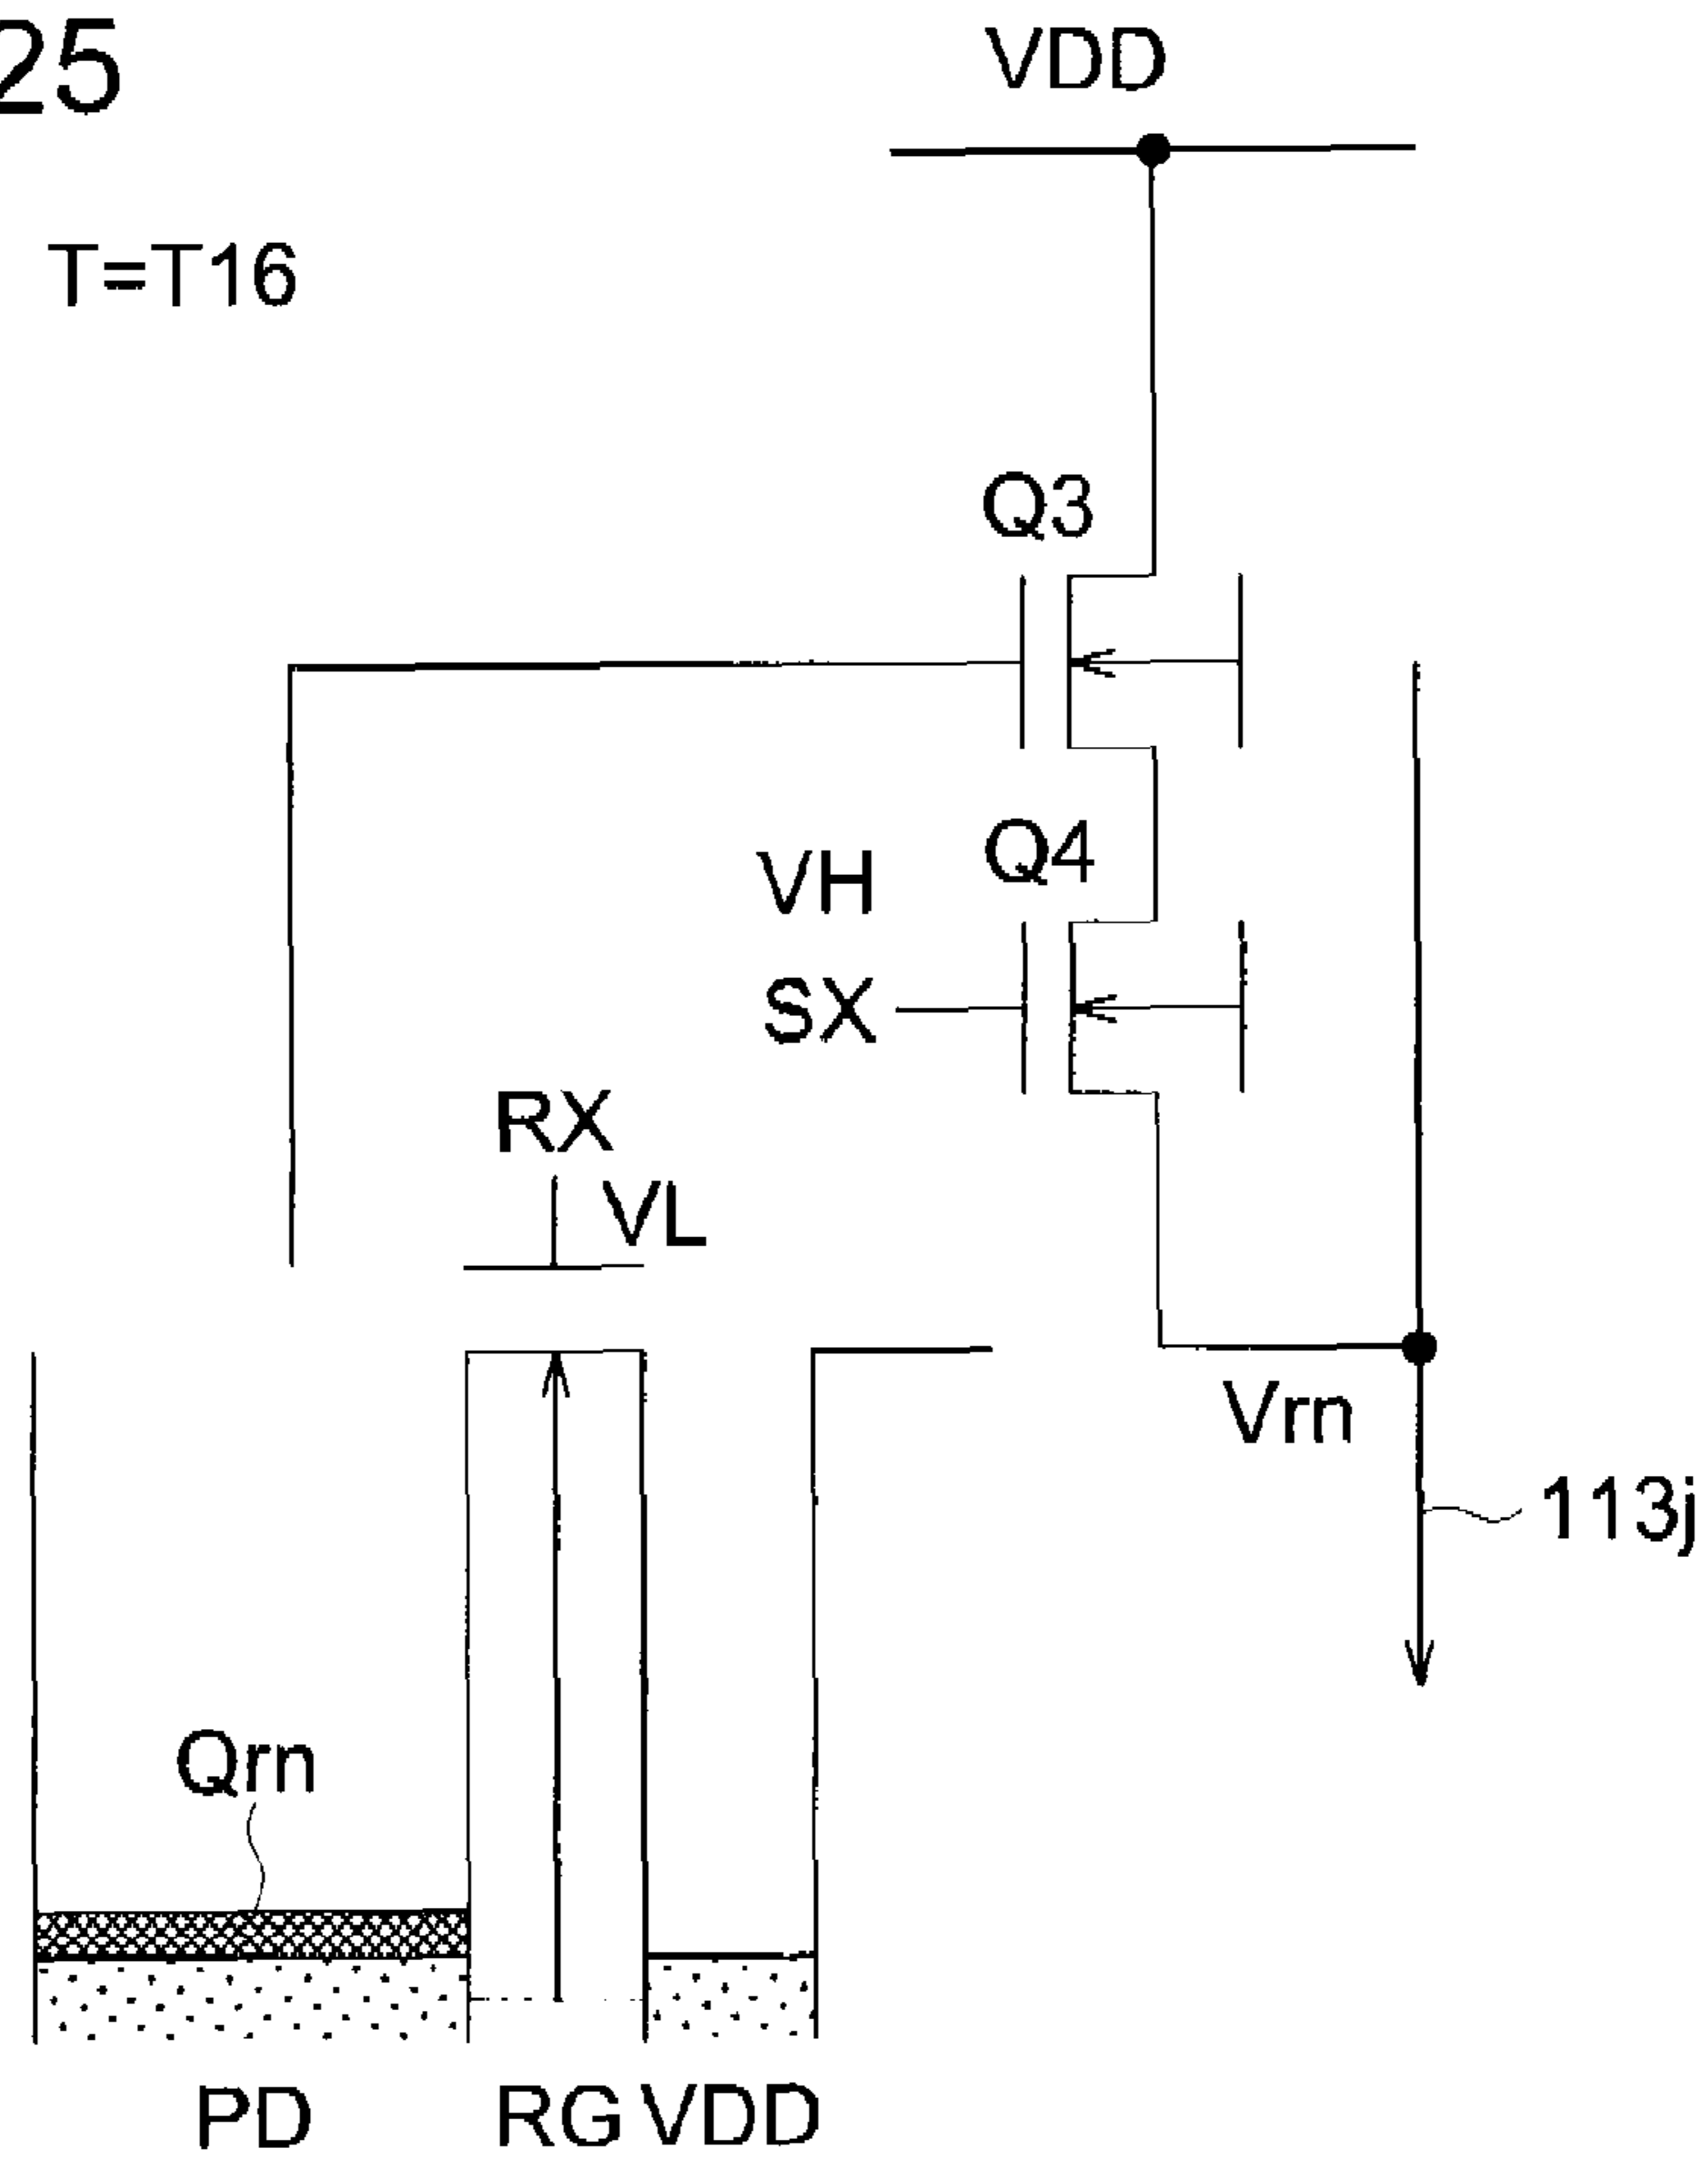 25
VDD
T=T16
Q3
Q4
VH
SX
RX
VL
Vrn
113j
Qrn
PD
RG
VDD